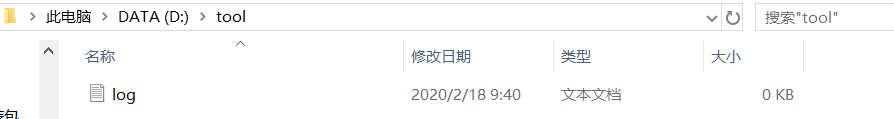 此电脑 > DATA (D:) > tool
搜索"tool"
名称 修改日期 类型 大小
log 2020/2/18 9:40 文本文档 0 KB